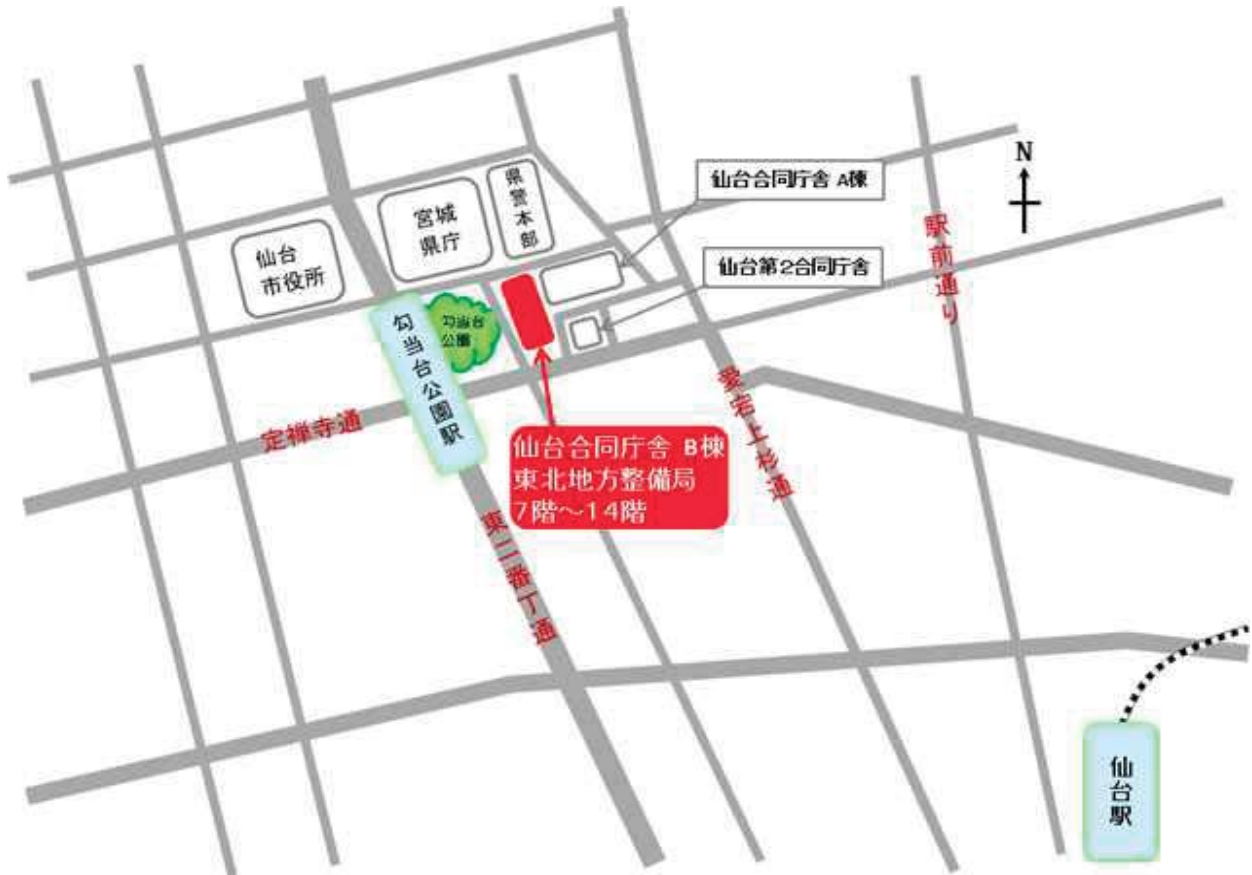 県営本部
宮城
県庁
仙台
市役所
仙台合同庁舎 A棟
仙台第2合同庁舎
N
駅前通り
勾当台
公園
勾当台公園駅
定禅寺通
愛宕上杉通
仙台合同庁舎 B棟
東北地方整備局
7階～14階
東二番丁通
仙台駅